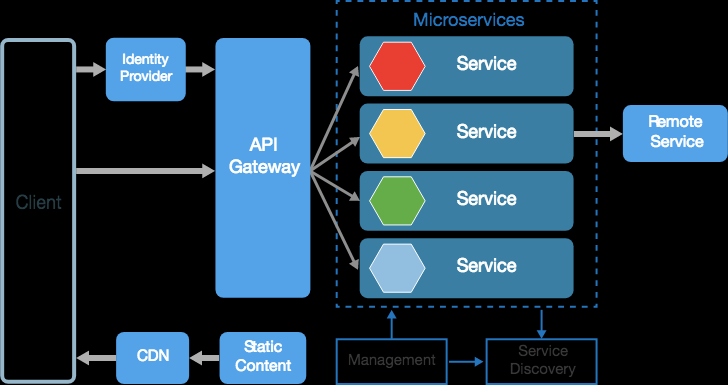 Microservices
Identity
Provider
Service
API
Gateway
Service
Remote
Service
Client
Service
Service
CDN
Static
Content
Management
Service
Discovery